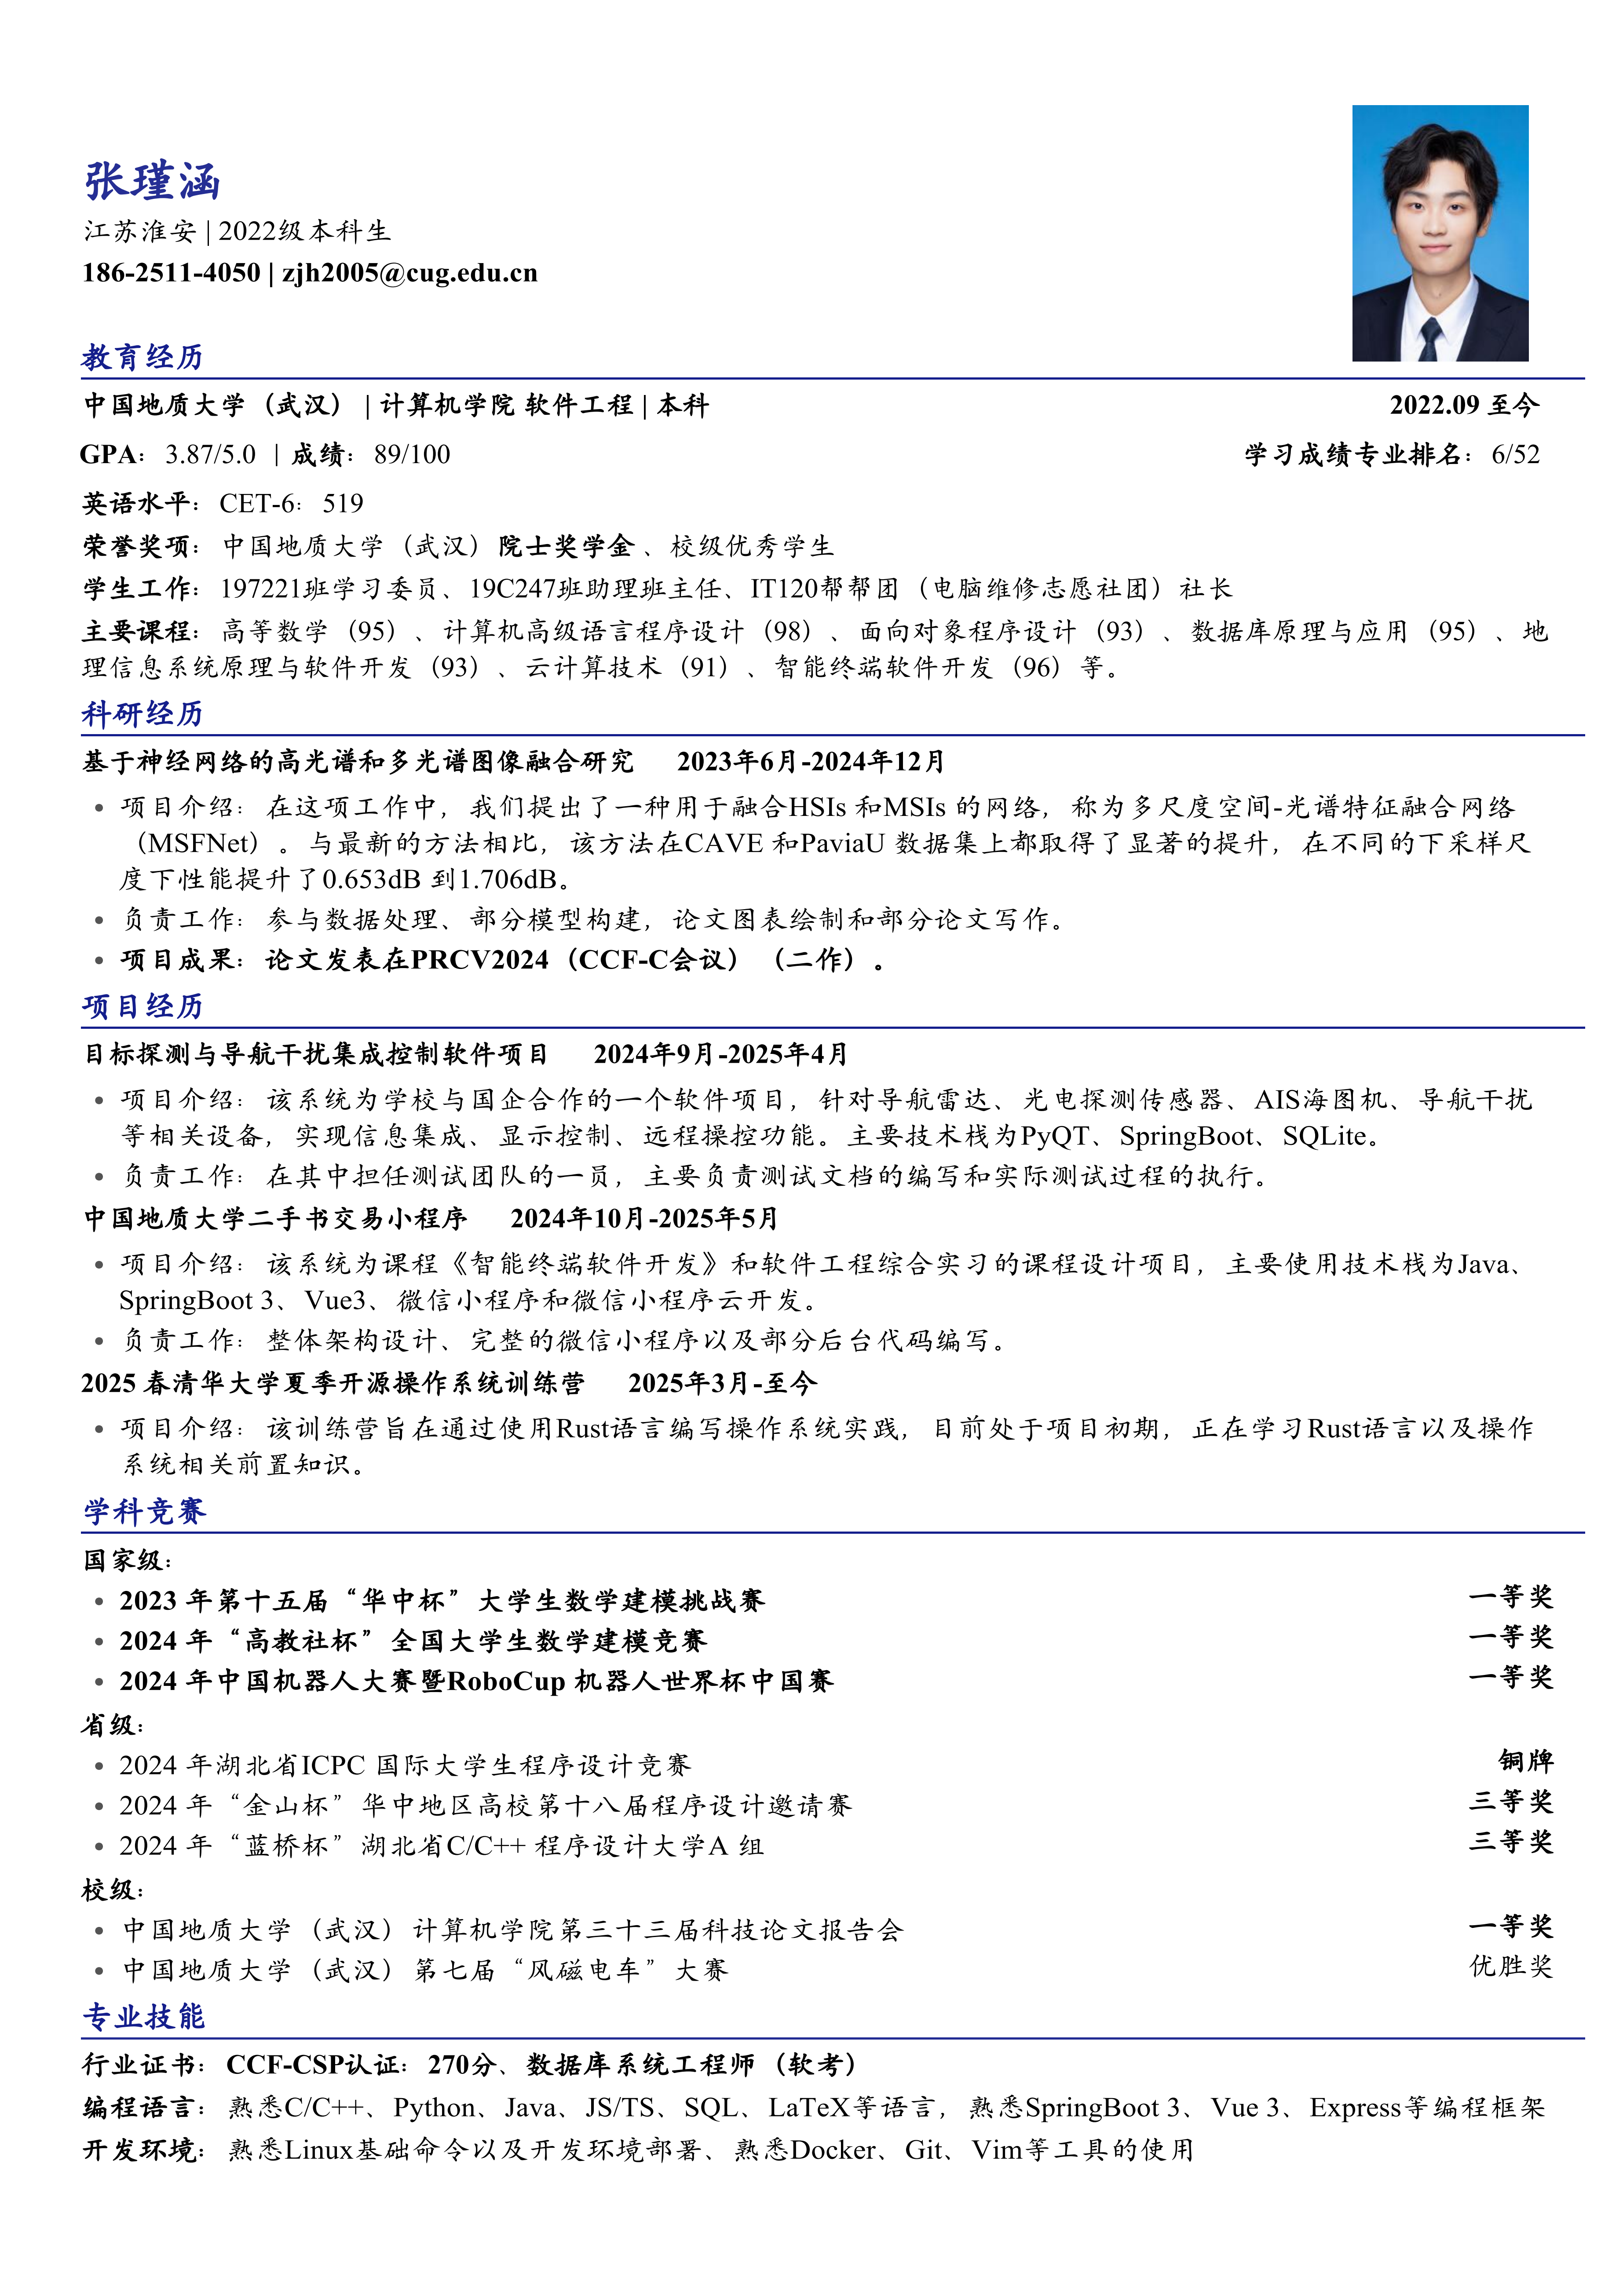 张瑾涵
江苏淮安 | 2022级本科生
186-2511-4050 | zjh2005@cug.edu.cn
教育经历
中国地质大学（武汉） | 计算机学院 软件工程 | 本科 2022.09 至今
GPA：3.87/5.0 | 成绩：89/100 学习成绩专业排名：6/52
英语水平：CET-6：519
荣誉奖项：中国地质大学（武汉）院士奖学金 、校级优秀学生
学生工作：197221班学习委员、19C247班助理班主任、IT120帮帮团（电脑维修志愿社团）社长
主要课程：高等数学（95）、计算机高级语言程序设计（98）、面向对象程序设计（93）、数据库原理与应用（95）、地
理信息系统原理与软件开发（93）、云计算技术（91）、智能终端软件开发（96）等。
科研经历
基于神经网络的高光谱和多光谱图像融合研究 2023年6月-2024年12月
• 项目介绍：在这项工作中，我们提出了一种用于融合HSIs 和MSIs 的网络，称为多尺度空间-光谱特征融合网络
（MSFNet）。与最新的方法相比，该方法在CAVE 和PaviaU 数据集上都取得了显著的提升，在不同的下采样尺
度下性能提升了0.653dB 到1.706dB。
• 负责工作：参与数据处理、部分模型构建，论文图表绘制和部分论文写作。
• 项目成果：论文发表在PRCV2024（CCF-C会议）（二作）。
项目经历
目标探测与导航干扰集成控制软件项目 2024年9月-2025年4月
• 项目介绍：该系统为学校与国企合作的一个软件项目，针对导航雷达、光电探测传感器、AIS海图机、导航干扰
等相关设备，实现信息集成、显示控制、远程操控功能。主要技术栈为PyQT、SpringBoot、SQLite。
• 负责工作：在其中担任测试团队的一员，主要负责测试文档的编写和实际测试过程的执行。
中国地质大学二手书交易小程序 2024年10月-2025年5月
• 项目介绍：该系统为课程《智能终端软件开发》和软件工程综合实习的课程设计项目，主要使用技术栈为Java、
SpringBoot 3、Vue3、微信小程序和微信小程序云开发。
• 负责工作：整体架构设计、完整的微信小程序以及部分后台代码编写。
2025 春清华大学夏季开源操作系统训练营 2025年3月-至今
• 项目介绍：该训练营旨在通过使用Rust语言编写操作系统实践，目前处于项目初期，正在学习Rust语言以及操作
系统相关前置知识。
学科竞赛
国家级：
• 2023 年第十五届“华中杯”大学生数学建模挑战赛 一等奖
• 2024 年“高教社杯”全国大学生数学建模竞赛 一等奖
• 2024 年中国机器人大赛暨RoboCup 机器人世界杯中国赛 一等奖
省级：
• 2024 年湖北省ICPC 国际大学生程序设计竞赛 铜牌
• 2024 年“金山杯”华中地区高校第十八届程序设计邀请赛 三等奖
• 2024 年“蓝桥杯”湖北省C/C++ 程序设计大学A 组 三等奖
校级：
• 中国地质大学（武汉）计算机学院第三十三届科技论文报告会 一等奖
• 中国地质大学（武汉）第七届“风磁电车”大赛 优胜奖
专业技能
行业证书：CCF-CSP认证：270分、数据库系统工程师（软考）
编程语言：熟悉C/C++、Python、Java、JS/TS、SQL、LaTeX等语言，熟悉SpringBoot 3、Vue 3、Express等编程框架
开发环境：熟悉Linux基础命令以及开发环境部署、熟悉Docker、Git、Vim等工具的使用